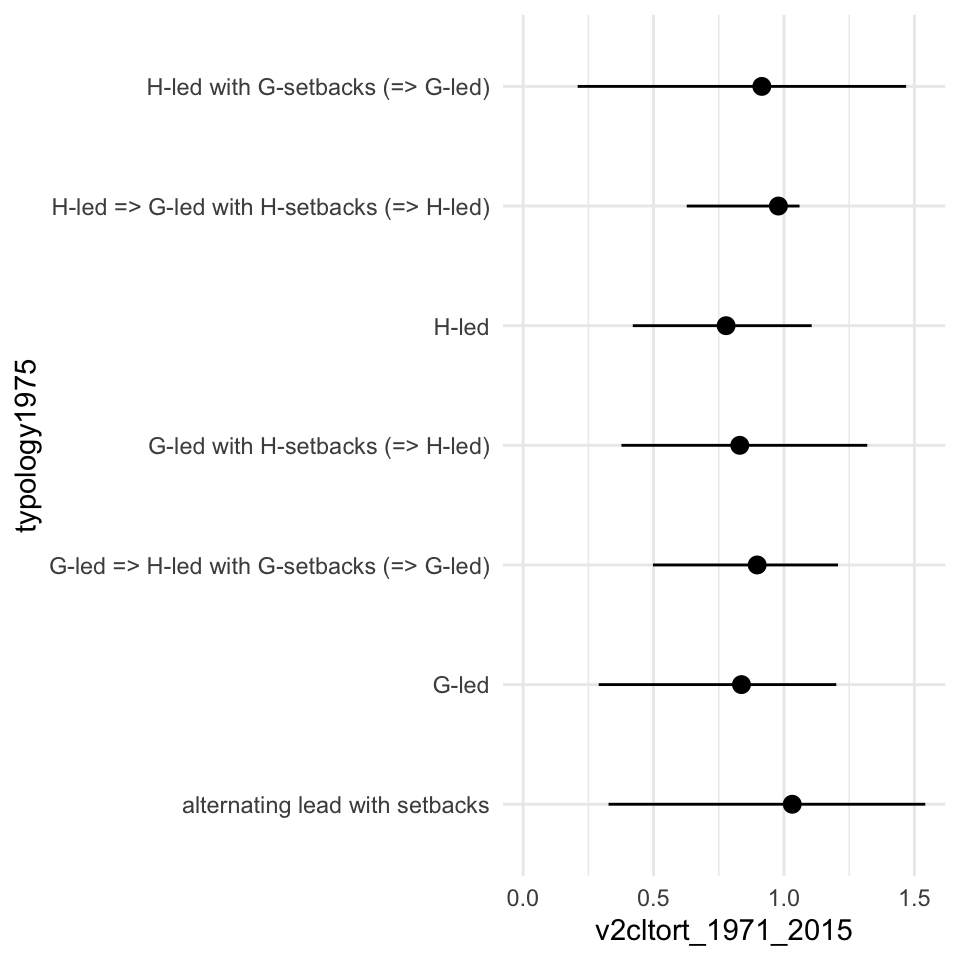 H-led with G-setbacks (=> G-led)
H-led => G-led with H-setbacks (=> H-led)
H-led
G-led with H-setbacks (=> H-led)
G-led => H-led with G-setbacks (=> G-led)
G-led
alternating lead with setbacks
typology1975
0.0 0.5 1.0 1.5
v2cltort_1971_2015